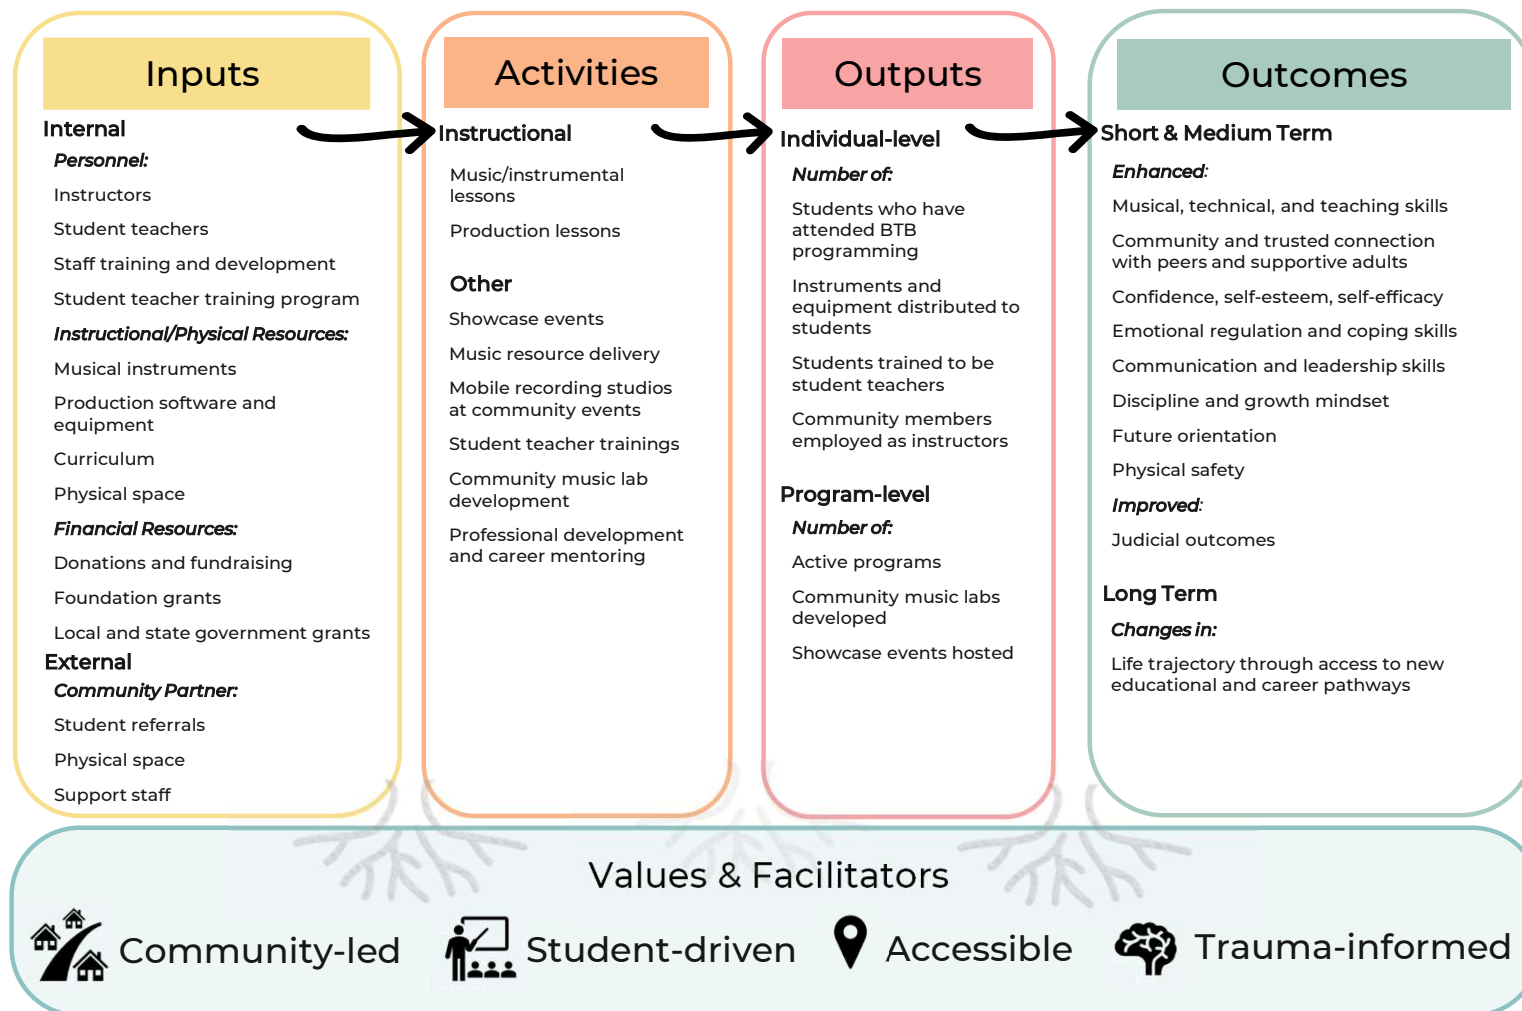 Inputs
Internal
Personnel:
Instructors
Student teachers
Staff training and development
Student teacher training program
Instructional/Physical Resources:
Musical instruments
Production software and
equipment
Curriculum
Physical space
Financial Resources:
Donations and fundraising
Foundation grants
Local and state government grants
External
Community Partner:
Student referrals
Physical space
Support staff
Activities
Instructional
Music/instrumental
lessons
Production lessons
Other
Showcase events
Music resource delivery
Mobile recording studios
at community events
Student teacher trainings
Community music lab
development
Professional development
and career mentoring
Outputs
Individual-level
Number of:
Students who have
attended BTB
programming
Instruments and
equipment distributed to
students
Students trained to be
student teachers
Community members
employed as instructors
Program-level
Number of:
Active programs
Community music labs
developed
Showcase events hosted
Outcomes
Short & Medium Term
Enhanced:
Musical, technical, and teaching skills
Community and trusted connection
with peers and supportive adults
Confidence, self-esteem, self-efficacy
Emotional regulation and coping skills
Communication and leadership skills
Discipline and growth mindset
Future orientation
Physical safety
Improved:
Judicial outcomes
Long Term
Changes in:
Life trajectory through access to new
educational and career pathways
Values & Facilitators
Community-led
Student-driven
Accessible
Trauma-informed